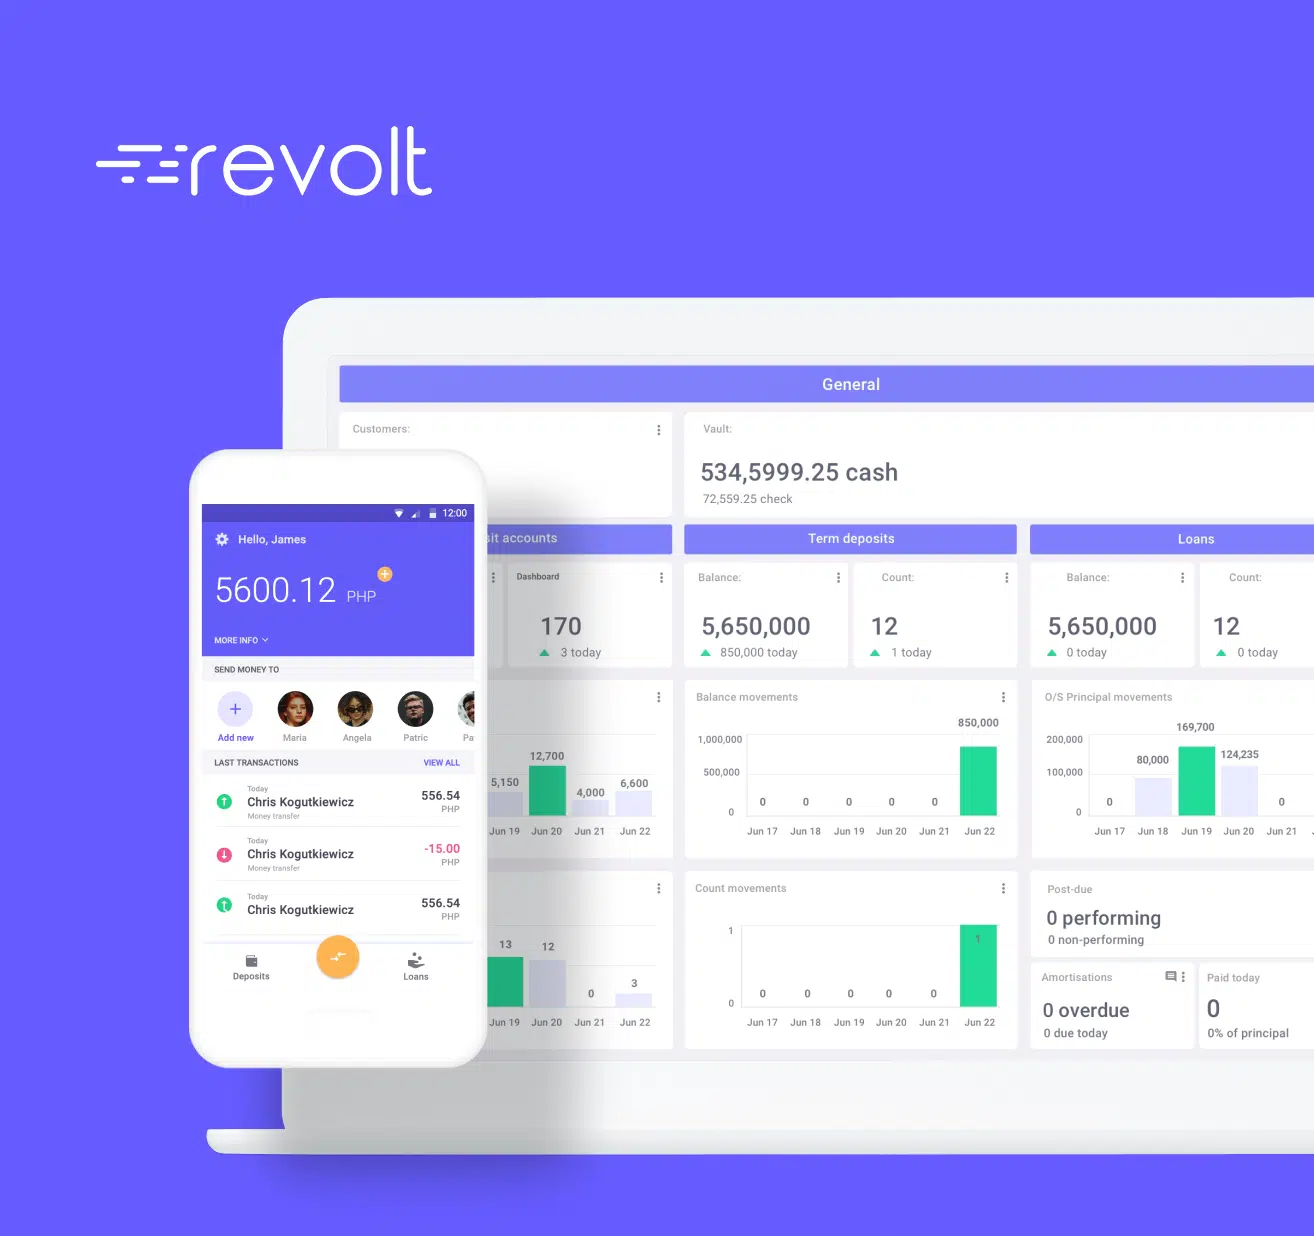 revolt
General
Customers:
Vault:
534,5999.25 cash
72,559.25 check
sit accounts
Term deposits
Loans
Dashboard
170
3 today
Balance:
5,650,000
850,000 today
Count:
12
1 today
Balance:
5,650,000
0 today
Count:
12
0 today
5,150
12,700
4,000
6,600
Jun 19 Jun 20 Jun 21 Jun 22
Balance movements
850,000
1,000,000
500,000
0
0 0 0 0 0
Jun 17 Jun 18 Jun 19 Jun 20 Jun 21 Jun 22
O/S Principal movements
169,700
200,000
100,000
0
0
80,000
124,235
0
Jun 17 Jun 18 Jun 19 Jun 20 Jun 21
13
12
0
3
Jun 19 Jun 20 Jun 21 Jun 22
Count movements
1
0
0 0 0 0 0
1
Jun 17 Jun 18 Jun 19 Jun 20 Jun 21 Jun 22
Post-due
0 performing
0 non-performing
Amortisations
0 overdue
0 due today
Paid today
0
0% of principal
12:00
Hello, James
5600.12 PHP
MORE INFO
SEND MONEY TO
Add new
Maria
Angela
Patric
Pa
LAST TRANSACTIONS
VIEW ALL
Today
Chris Kogutkiewicz
Money transfer
556.54
PHP
Today
Chris Kogutkiewicz
Money transfer
-15.00
PHP
Today
Chris Kogutkiewicz
556.54
PHP
Deposits
Loans